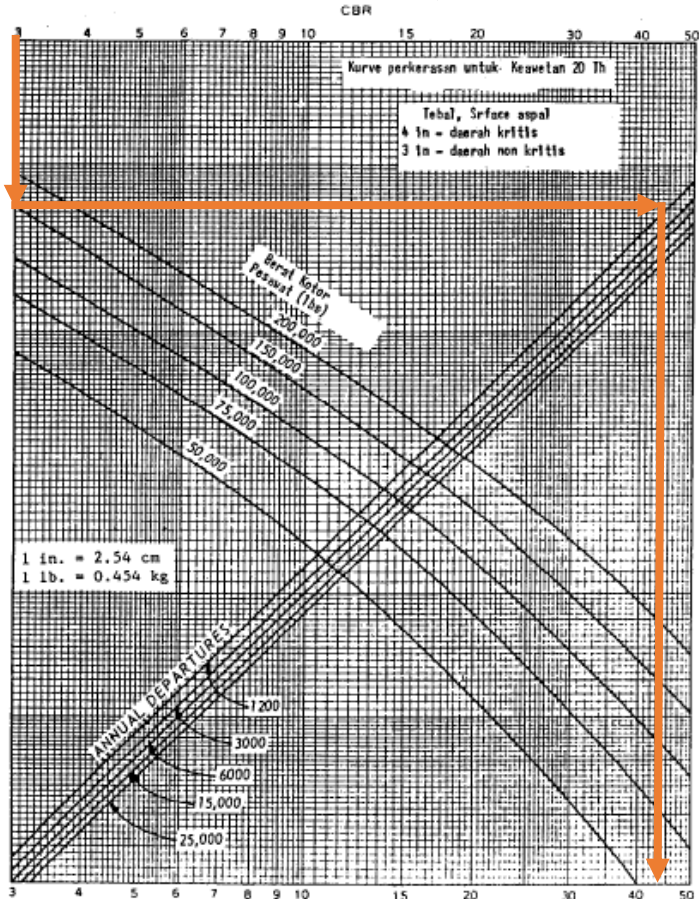 CBR
3 4 5 6 7 8 9 10 20 30 40 50
Kurve perkerasan untuk Keawetan 20 Th
Tebal, Srface aspal
4 in - daerah kritis
3 in - daerah non kritis
Berat Kotor
Pesawat (lbs)
200,000
150,000
100,000
75,000
50,000
1 in. = 2.54 cm
1 lb. = 0.454 kg
ANNUAL DEPARTURES
1200
3000
6000
15,000
25,000
3 4 5 6 7 8 9 10 15 20 30 40 50